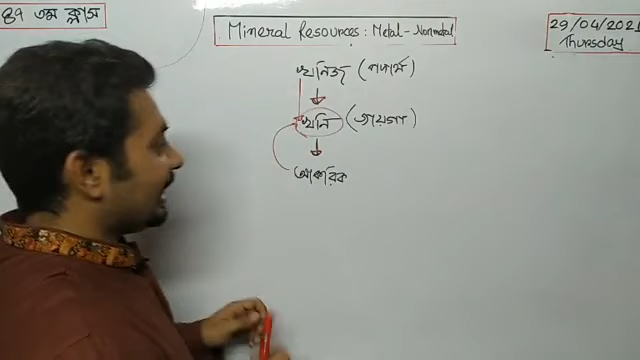 ৪৭ তম ক্লাস
Mineral Resources: Metal-Nonmetal
29/04/2021
Thursday
খনিজ (পদার্থ)
খনি (জায়গা)
আকরিক